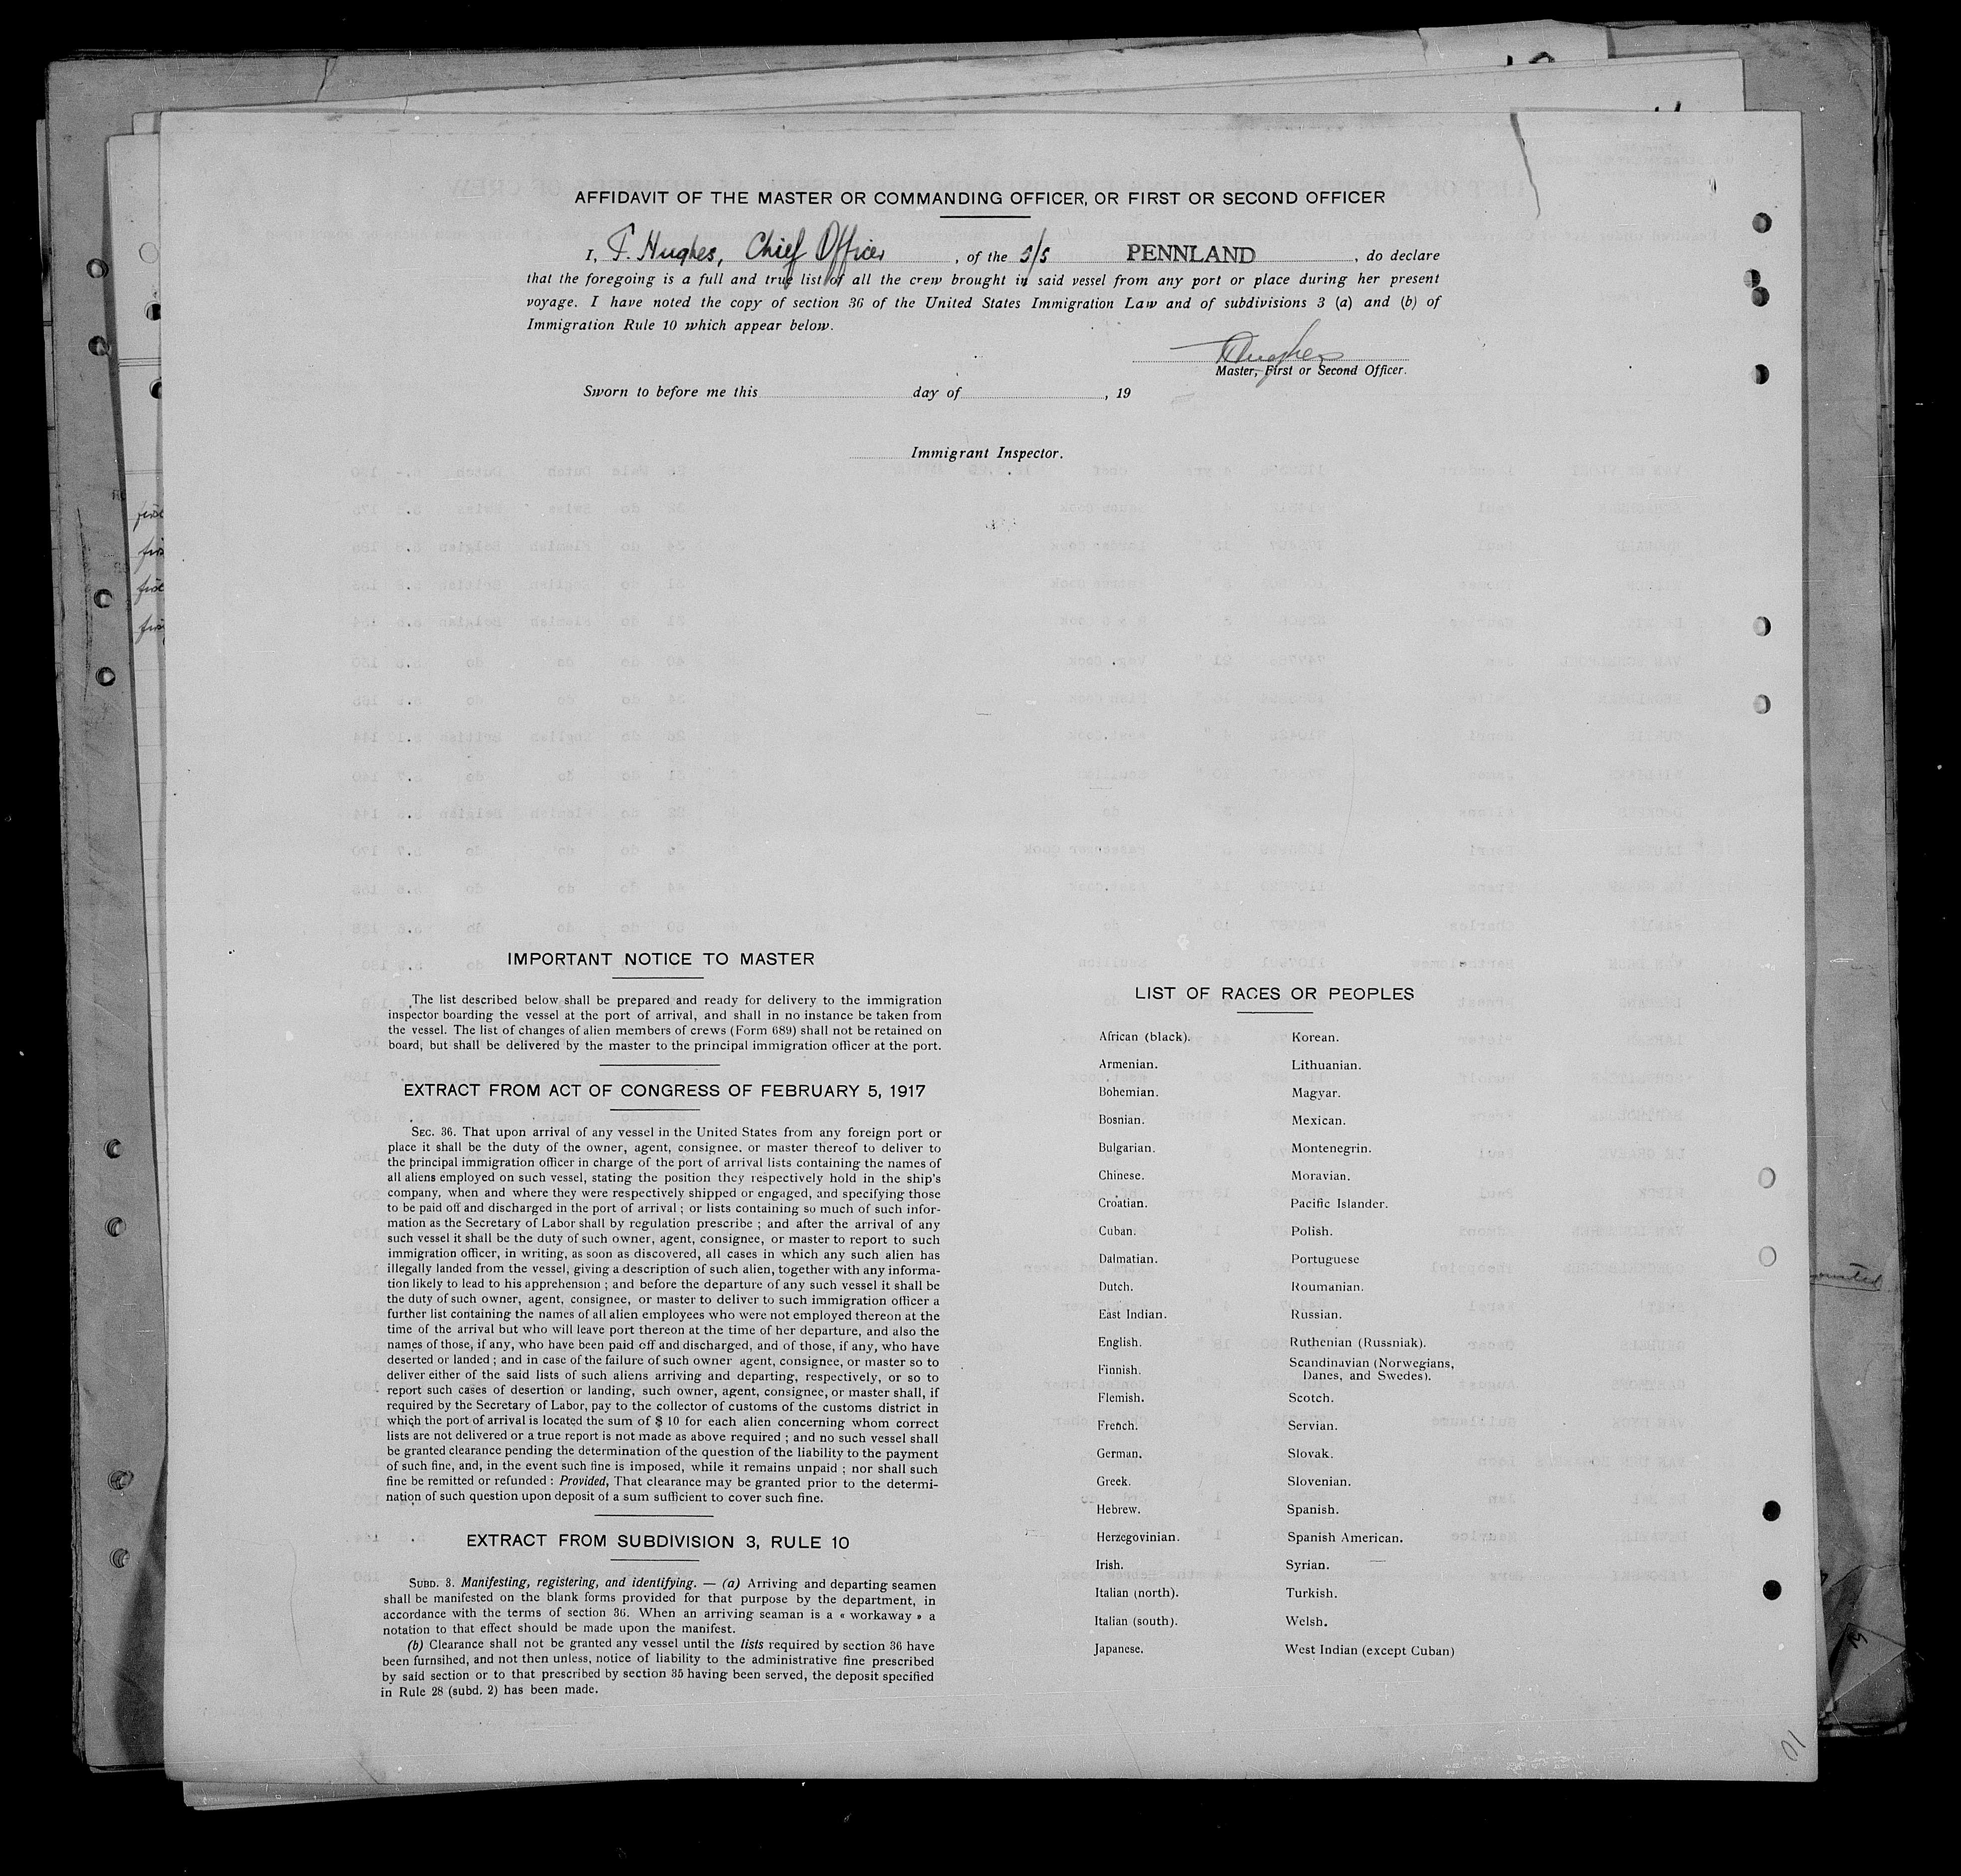 AFFIDAVIT OF THE MASTER OR COMMANDING OFFICER, OR FIRST OR SECOND OFFICER
I, F. Hughes, Chief Officer, of the S/S PENNLAND, do declare
that the foregoing is a full and true list of all the crew brought in said vessel from any port or place during her present
voyage. I have noted the copy of section 36 of the United States Immigration Law and of subdivisions 3 (a) and (b) of
Immigration Rule 10 which appear below.
FHughes
Master, First or Second Officer.
Sworn to before me this day of , 19
Immigrant Inspector.
IMPORTANT NOTICE TO MASTER
The list described below shall be prepared and ready for delivery to the immigration
inspector boarding the vessel at the port of arrival, and shall in no instance be taken from
the vessel. The list of changes of alien members of crews (Form 689) shall not be retained on
board, but shall be delivered by the master to the principal immigration officer at the port.
EXTRACT FROM ACT OF CONGRESS OF FEBRUARY 5, 1917
SEC. 36. That upon arrival of any vessel in the United States from any foreign port or
place it shall be the duty of the owner, agent, consignee, or master thereof to deliver to
the principal immigration officer in charge of the port of arrival lists containing the names of
all aliens employed on such vessel, stating the position they respectively hold in the ship's
company, when and where they were respectively shipped or engaged, and specifying those
to be paid off and discharged in the port of arrival ; or lists containing so much of such infor-
mation as the Secretary of Labor shall by regulation prescribe ; and after the arrival of any
such vessel it shall be the duty of such owner, agent, consignee, or master to report to such
immigration officer, in writing, as soon as discovered, all cases in which any such alien has
illegally landed from the vessel, giving a description of such alien, together with any informa-
tion likely to lead to his apprehension ; and before the departure of any such vessel it shall be
the duty of such owner, agent, consignee, or master to deliver to such immigration officer a
further list containing the names of all alien employees who were not employed thereon at the
time of the arrival but who will leave port thereon at the time of her departure, and also the
names of those, if any, who have been paid off and discharged, and of those, if any, who have
deserted or landed ; and in case of the failure of such owner agent, consignee, or master so to
deliver either of the said lists of such aliens arriving and departing, respectively, or so to
report such cases of desertion or landing, such owner, agent, consignee, or master shall, if
required by the Secretary of Labor, pay to the collector of customs of the customs district in
which the port of arrival is located the sum of $ 10 for each alien concerning whom correct
lists are not delivered or a true report is not made as above required ; and no such vessel shall
be granted clearance pending the determination of the question of the liability to the payment
of such fine, and, in the event such fine is imposed, while it remains unpaid ; nor shall such
fine be remitted or refunded : Provided, That clearance may be granted prior to the determi-
nation of such question upon deposit of a sum sufficient to cover such fine.
EXTRACT FROM SUBDIVISION 3, RULE 10
SUBD. 3. Manifesting, registering, and identifying. — (a) Arriving and departing seamen
shall be manifested on the blank forms provided for that purpose by the department, in
accordance with the terms of section 36. When an arriving seaman is a « workaway » a
notation to that effect should be made upon the manifest.
(b) Clearance shall not be granted any vessel until the lists required by section 36 have
been furnsihed, and not then unless, notice of liability to the administrative fine prescribed
by said section or to that prescribed by section 35 having been served, the deposit specified
in Rule 28 (subd. 2) has been made.
LIST OF RACES OR PEOPLES
African (black).
Armenian.
Bohemian.
Bosnian.
Bulgarian.
Chinese.
Croatian.
Cuban.
Dalmatian.
Dutch.
East Indian.
English.
Finnish.
Flemish.
French.
German.
Greek.
Hebrew.
Herzegovinian.
Irish.
Italian (north).
Italian (south).
Japanese.
Korean.
Lithuanian.
Magyar.
Mexican.
Montenegrin.
Moravian.
Pacific Islander.
Polish.
Portuguese
Roumanian.
Russian.
Ruthenian (Russniak).
Scandinavian (Norwegians,
Danes, and Swedes).
Scotch.
Servian.
Slovak.
Slovenian.
Spanish.
Spanish American.
Syrian.
Turkish.
Welsh.
West Indian (except Cuban)